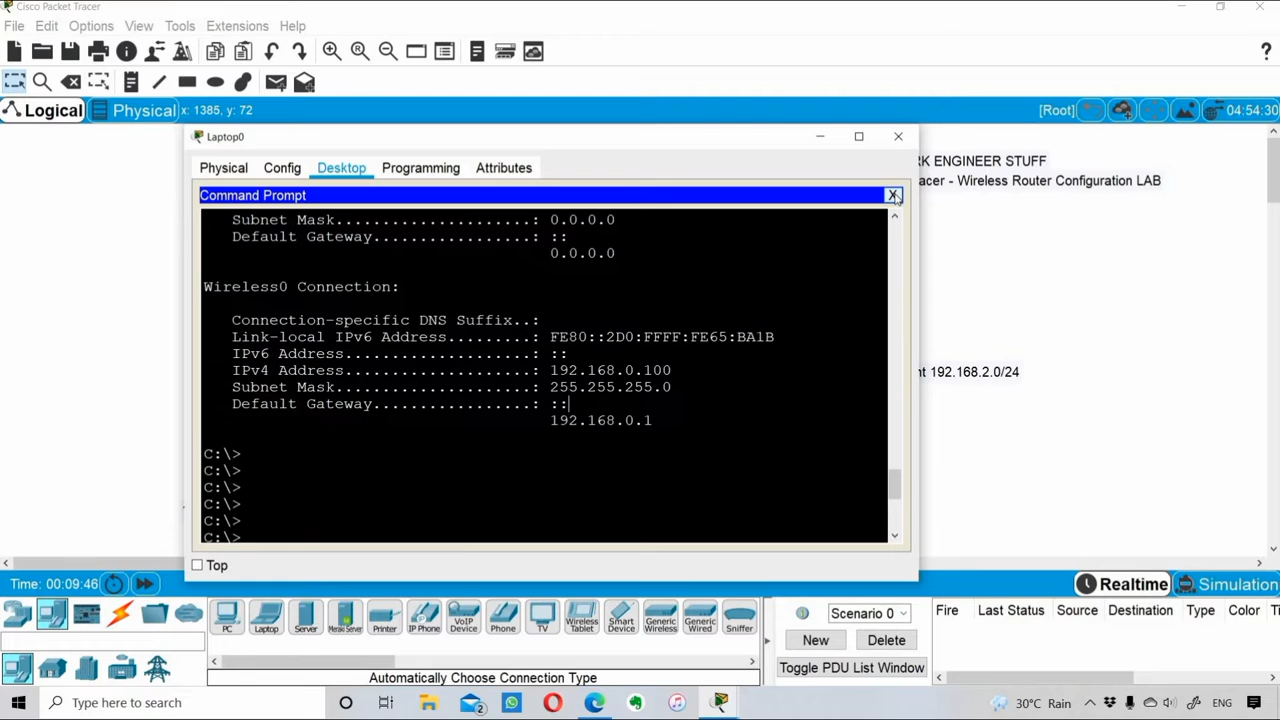 Cisco Packet Tracer
File Edit Options View Tools Extensions Help
Logical Physical x: 1385, y: 72 [Root] 04:54:30
Laptop0
Physical Config Desktop Programming Attributes
RK ENGINEER STUFF
acer - Wireless Router Configuration LAB
Command Prompt X
Subnet Mask......................: 0.0.0.0
Default Gateway..................: ::
0.0.0.0
Wireless0 Connection:
Connection-specific DNS Suffix..:
Link-local IPv6 Address.........: FE80::2D0:FFFF:FE65:BA1B
IPv6 Address....................: ::
IPv4 Address....................: 192.168.0.100
Subnet Mask.....................: 255.255.255.0
Default Gateway.................: ::
192.168.0.1
nt 192.168.2.0/24
C:\>
C:\>
C:\>
C:\>
C:\>
C:\>
Top
Time: 00:09:46 Realtime Simulation
PC Laptop Server Meraki Server Printer IP Phone VoIP Device Phone TV Wireless Tablet Smart Device Generic Wireless Generic Wired Sniffer
Scenario 0
New Delete
Toggle PDU List Window
Fire Last Status Source Destination Type Color Ti
Automatically Choose Connection Type
Type here to search 2 30°C Rain ENG